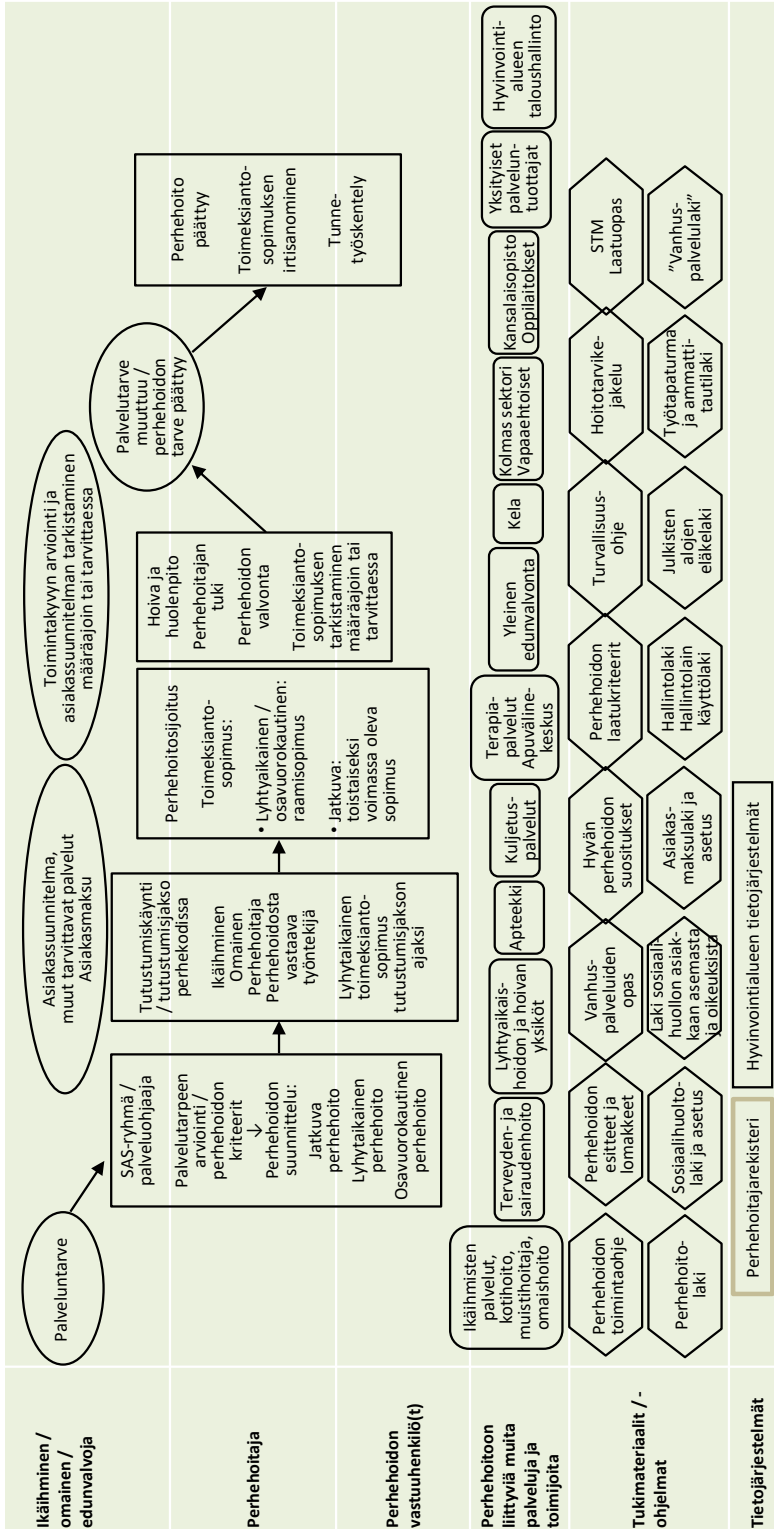 Ikäihminen /
omainen /
edunvalvoja
Palveluntarve
Asiakassuunnitelma,
muut tarvittavat palvelut
Asiakasmaksu
Toimintakyvyn arviointi ja
asiakassuunnitelman tarkistaminen
määräajoin tai tarvittaessa
Perhehoitaja
Perhehoidon
vastuuhenkilö(t)
SAS-ryhmä /
palveluohjaaja
Palvelutarpeen
arviointi /
perhehoidon
kriteerit
↓
Perhehoidon
suunnittelu:
Jatkuva
perhehoito
Lyhytaikainen
perhehoito
Osavuorokautinen
perhehoito
Tutustumiskäynti
/ tutustumisjakso
perhekodissa
Ikäihminen
Omainen
Perhehoitaja
Perhehoidosta
vastaava
työntekijä
Lyhytaikainen
toimeksianto-
sopimus
tutustumisjakson
ajaksi
Perhehoitosijoitus
Toimeksianto-
sopimus:
• Lyhtyaikainen /
osavuorokautinen:
raamisopimus
• Jatkuva:
toistaiseksi
voimassa oleva
sopimus
Hoiva ja
huolenpito
Perhehoitajan
tuki
Perhehoidon
valvonta
Toimeksianto-
sopimuksen
tarkistaminen
määräajoin tai
tarvittaessa
Palvelutarve
muuttuu /
perhehoidon
tarve päättyy
Perhehoito
päättyy
Toimeksianto-
sopimuksen
irtisanominen
Tunne-
työskentely
Perhehoitoon
liittyviä muita
palveluja ja
toimijoita
Ikäihmisten
palvelut,
kotihoito,
muistihoitaja,
omaishoito
Terveyden- ja
sairaudenhoito
Lyhtyaikais-
hoidon ja hoivan
yksiköt
Apteekki
Kuljetus-
palvelut
Terapia-
palvelut
Apuväline-
keskus
Yleinen
edunvalvonta
Kela
Kolmas sektori
Vapaaehtoiset
Kansalaisopisto
Oppilaitokset
Yksityiset
palvelun-
tuottajat
Hyvinvointi-
alueen
taloushallinto
Tukimateriaalit / -
ohjelmat
Perhehoidon
toimintaohje
Perhehoidon
esitteet ja
lomakkeet
Vanhus-
palveluiden
opas
Hyvän
perhehoidon
suositukset
Perhehoidon
laatukriteerit
Turvallisuus-
ohje
Hoitotarvike-
jakelu
STM
Laatuopas
Perhehoito-
laki
Sosiaalihuolto-
laki ja asetus
Laki sosiaali-
huollon asiak-
kaan asemasta
ja oikeuksista
Asiakas-
maksulaki ja
asetus
Hallintolaki
Hallintolain
käyttölaki
Julkisten
alojen
eläkelaki
Työtapaturma
ja ammatti-
tautilaki
"Vanhus-
palvelulaki"
Tietojärjestelmät
Perhehoitajarekisteri
Hyvinvointialueen tietojärjestelmät